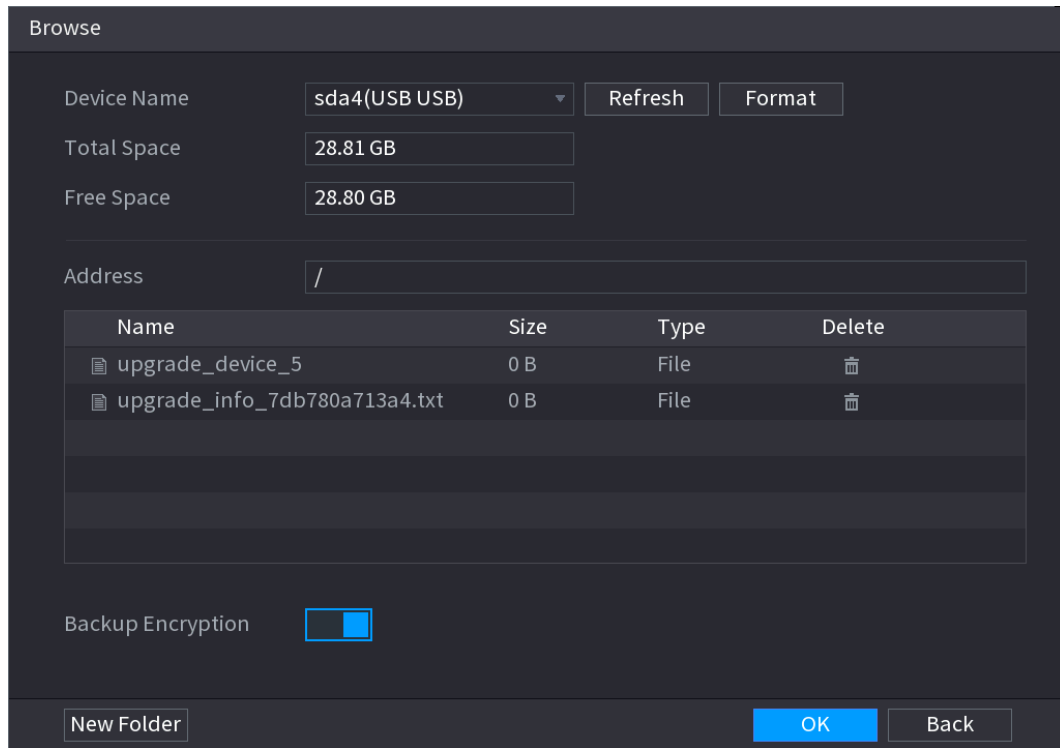 Browse
Device Name sda4(USB USB) Refresh Format
Total Space 28.81 GB
Free Space 28.80 GB
Address /
Name Size Type Delete
upgrade_device_5 0 B File
upgrade_info_7db780a713a4.txt 0 B File
Backup Encryption
New Folder OK Back